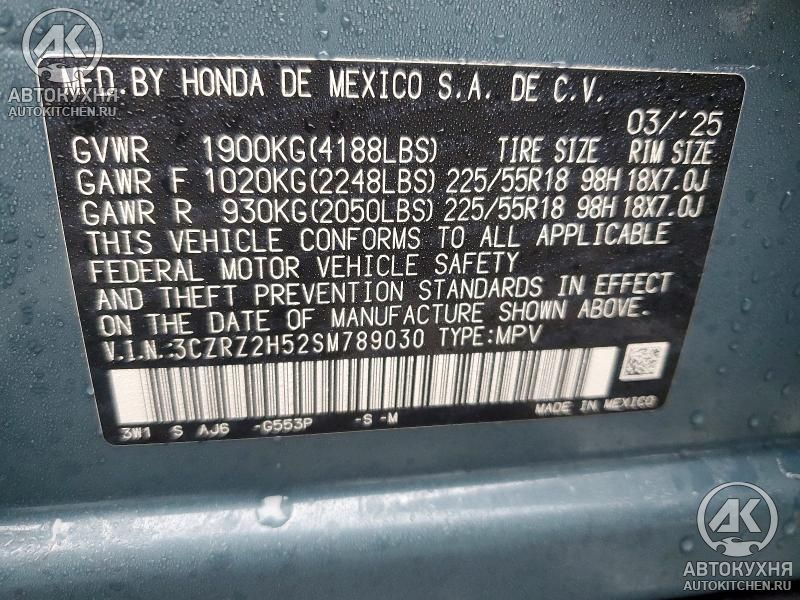 АК
АВТОКУХНЯ
AUTOKITCHEN.RU
MFD. BY HONDA DE MEXICO S.A. DE C.V.
03/'25
GVWR 1900KG(4188LBS) TIRE SIZE RIM SIZE
GAWR F 1020KG(2248LBS) 225/55R18 98H 18X7.0J
GAWR R 930KG(2050LBS) 225/55R18 98H 18X7.0J
THIS VEHICLE CONFORMS TO ALL APPLICABLE
FEDERAL MOTOR VEHICLE SAFETY
AND THEFT PREVENTION STANDARDS IN EFFECT
ON THE DATE OF MANUFACTURE SHOWN ABOVE.
V.I.N.:3CZRZ2H52SM789030 TYPE:MPV
3W1 S AJ6 -G553P -S -M MADE IN MEXICO
АК
АВТОКУХНЯ
AUTOKITCHEN.RU